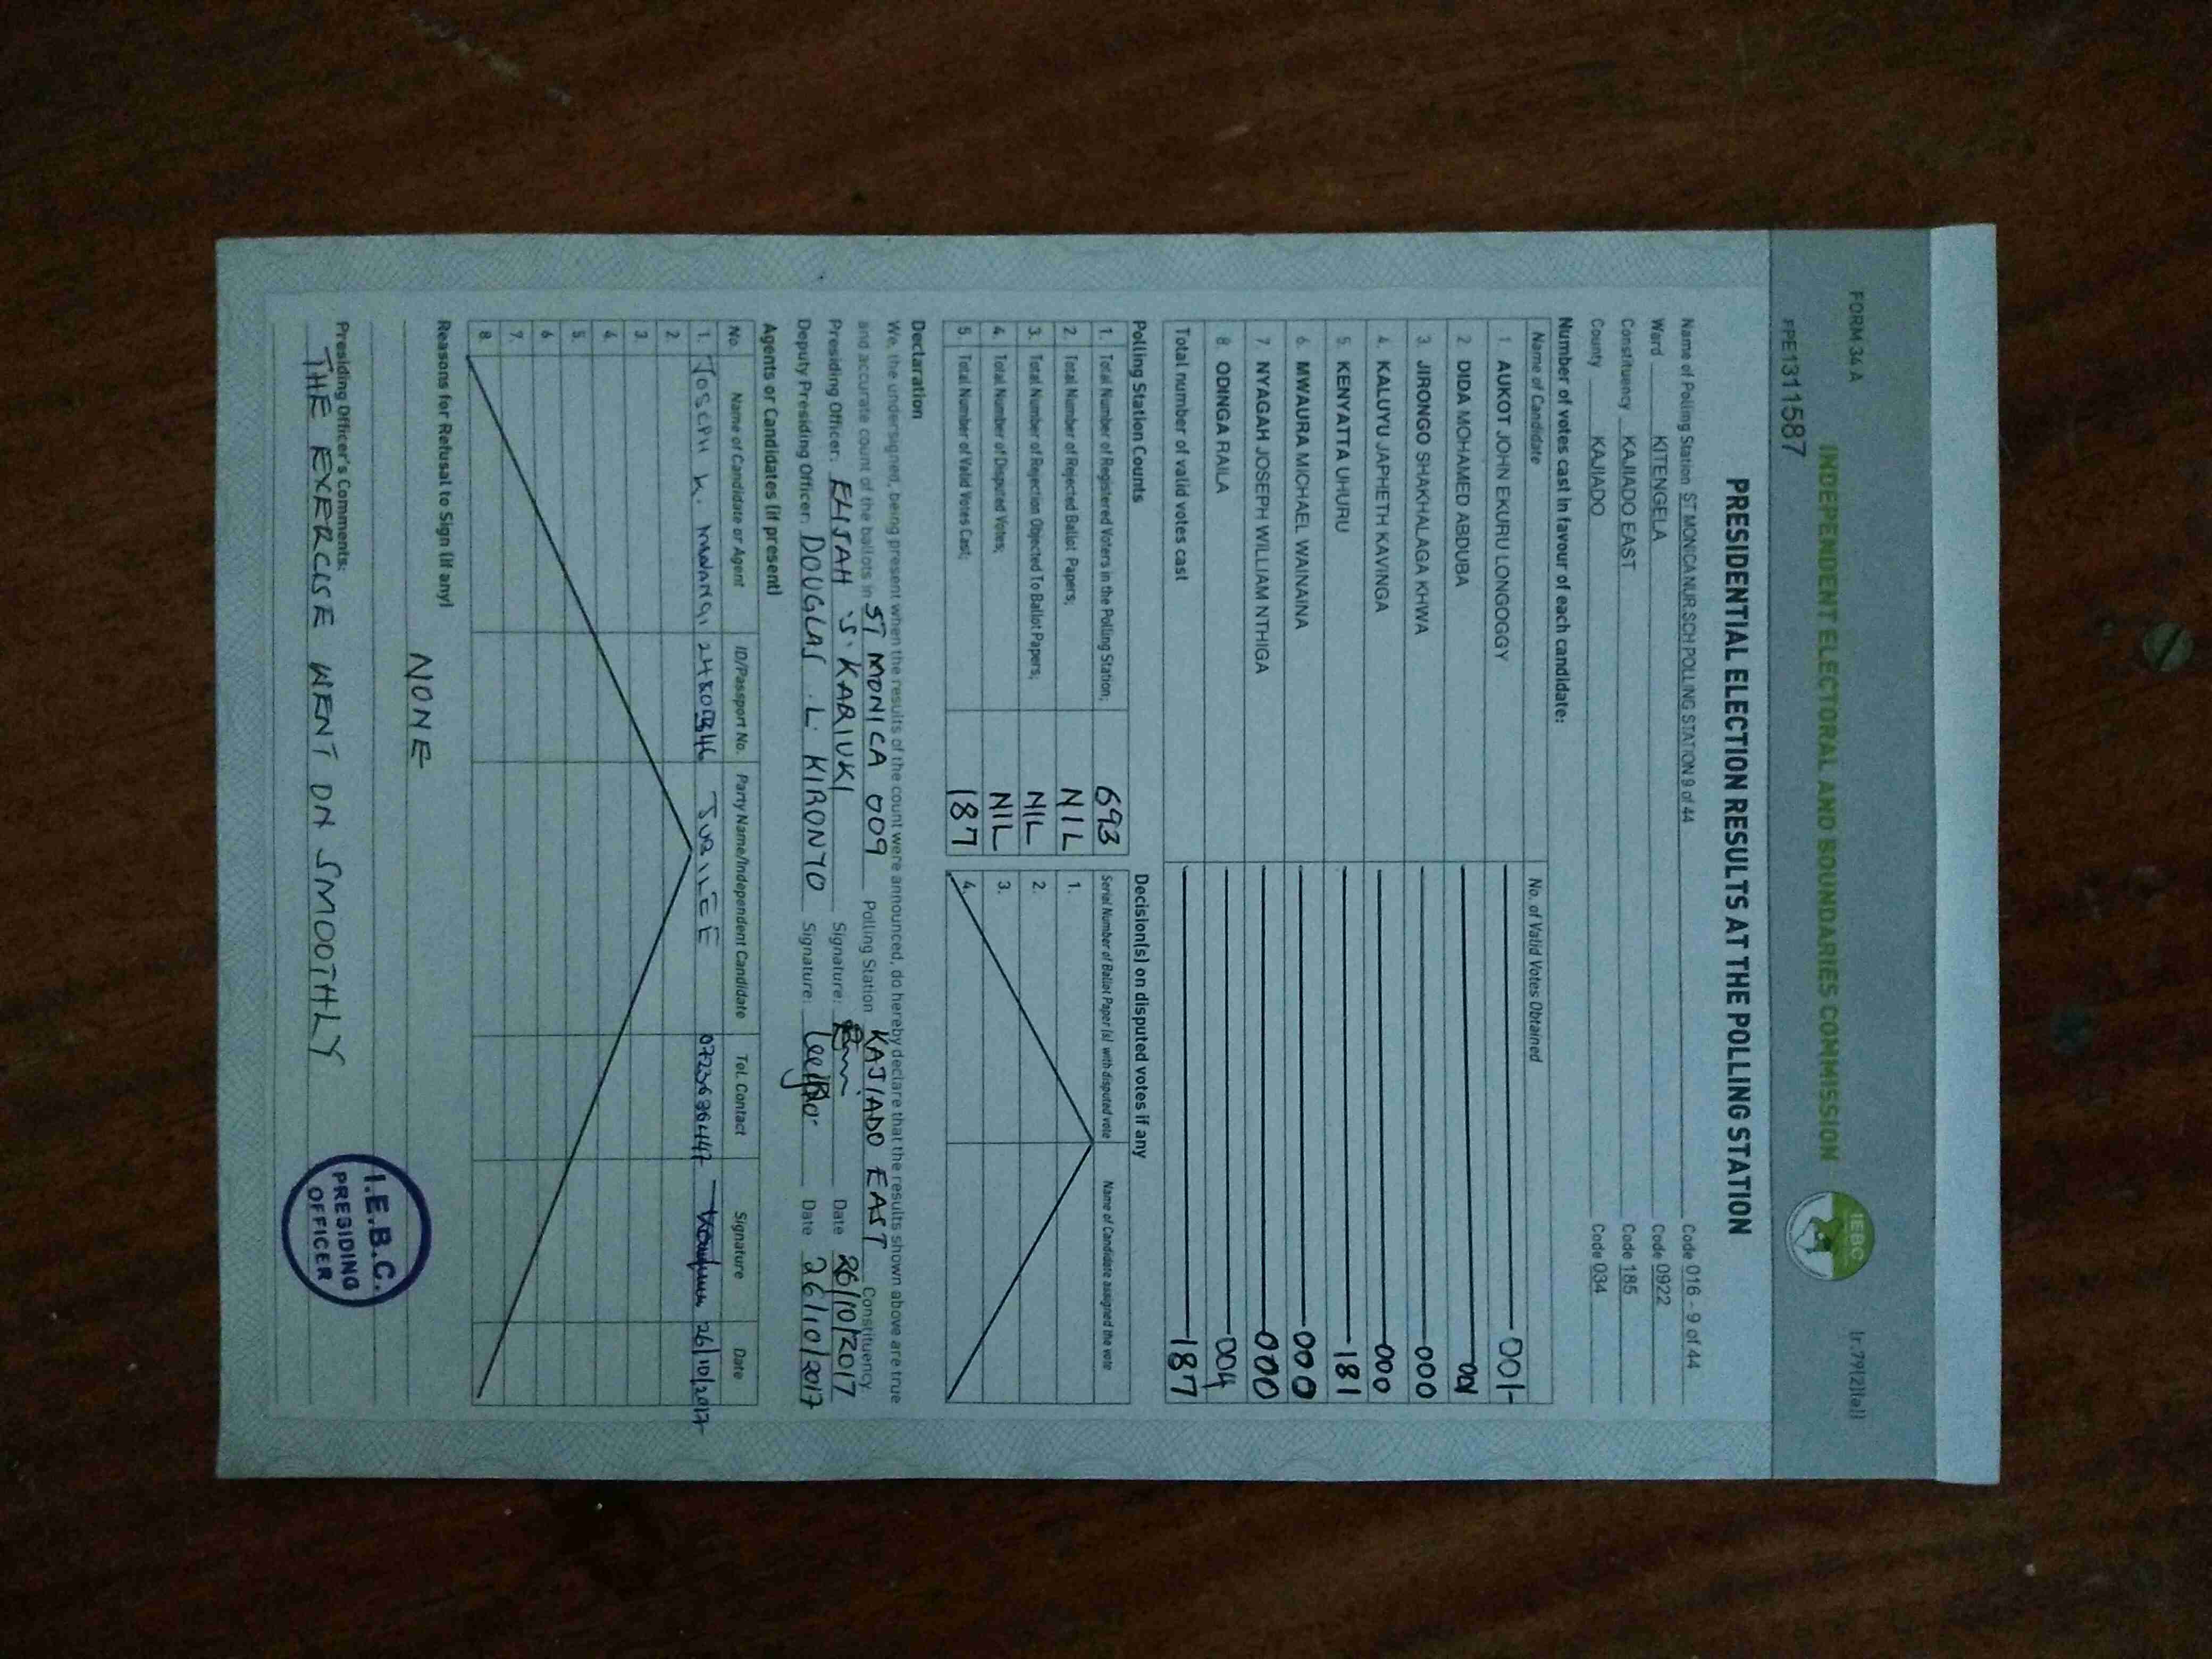 FORM 34 A
INDEPENDENT ELECTORAL AND BOUNDARIES COMMISSION
IEBC
(r.79(2)(a))
FPE1311587
PRESIDENTIAL ELECTION RESULTS AT THE POLLING STATION
Name of Polling Station ST MONICA NUR.SCH POLLING STATION 9 of 44 Code 016 - 9 of 44
Ward KITENGELA Code 0922
Constituency KAJIADO EAST Code 185
County KAJIADO Code 034
Number of votes cast in favour of each candidate:
Name of Candidate No. of Valid Votes Obtained
1. AUKOT JOHN EKURU LONGOGGY 001
2. DIDA MOHAMED ABDUBA 001
3. JIRONGO SHAKHALAGA KHWA 000
4. KALUYU JAPHETH KAVINGA 000
5. KENYATTA UHURU 181
6. MWAURA MICHAEL WAINAINA 000
7. NYAGAH JOSEPH WILLIAM NTHIGA 000
8. ODINGA RAILA 004
Total number of valid votes cast 187
Polling Station Counts Decision(s) on disputed votes if any
1. Total Number of Registered Voters in the Polling Station; 693 Serial Number of Ballot Paper (s) with disputed vote Name of Candidate assigned the vote
2. Total Number of Rejected Ballot Papers; NIL 1.
3. Total Number of Rejection Objected To Ballot Papers; NIL 2.
4. Total Number of Disputed Votes; NIL 3.
5. Total Number of Valid Votes Cast; 187 4.
Declaration
We, the undersigned, being present when the results of the count were announced, do hereby declare that the results shown above are true
and accurate count of the ballots in ST MONICA 009 Polling Station KAJIADO EAST Constituency
Presiding Officer: ELIJAH S. KARIUKI Signature: Date 26/10/2017
Deputy Presiding Officer: DOUGLAS . L. KIRONYO Signature: Date 26/10/2017
Agents or Candidates (if present)
No. Name of Candidate or Agent ID/Passport No. Party Name/Independent Candidate Tel. Contact Signature Date
1. Joseph K. Mwangi JUBILEE 26/10/2017
2
3.
4
5.
6
7.
8.
Reasons for Refusal to Sign (if any)
NONE
Presiding Officer's Comments:
THE EXERCISE WENT ON SMOOTHLY
I.E.B.C.
PRESIDING
OFFICER